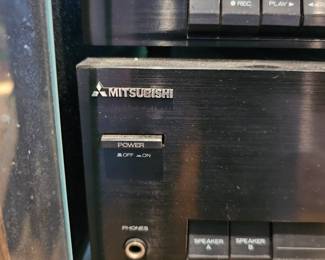 REC PLAY
MITSUBISHI
POWER
OFF ON
PHONES
SPEAKER A SPEAKER B